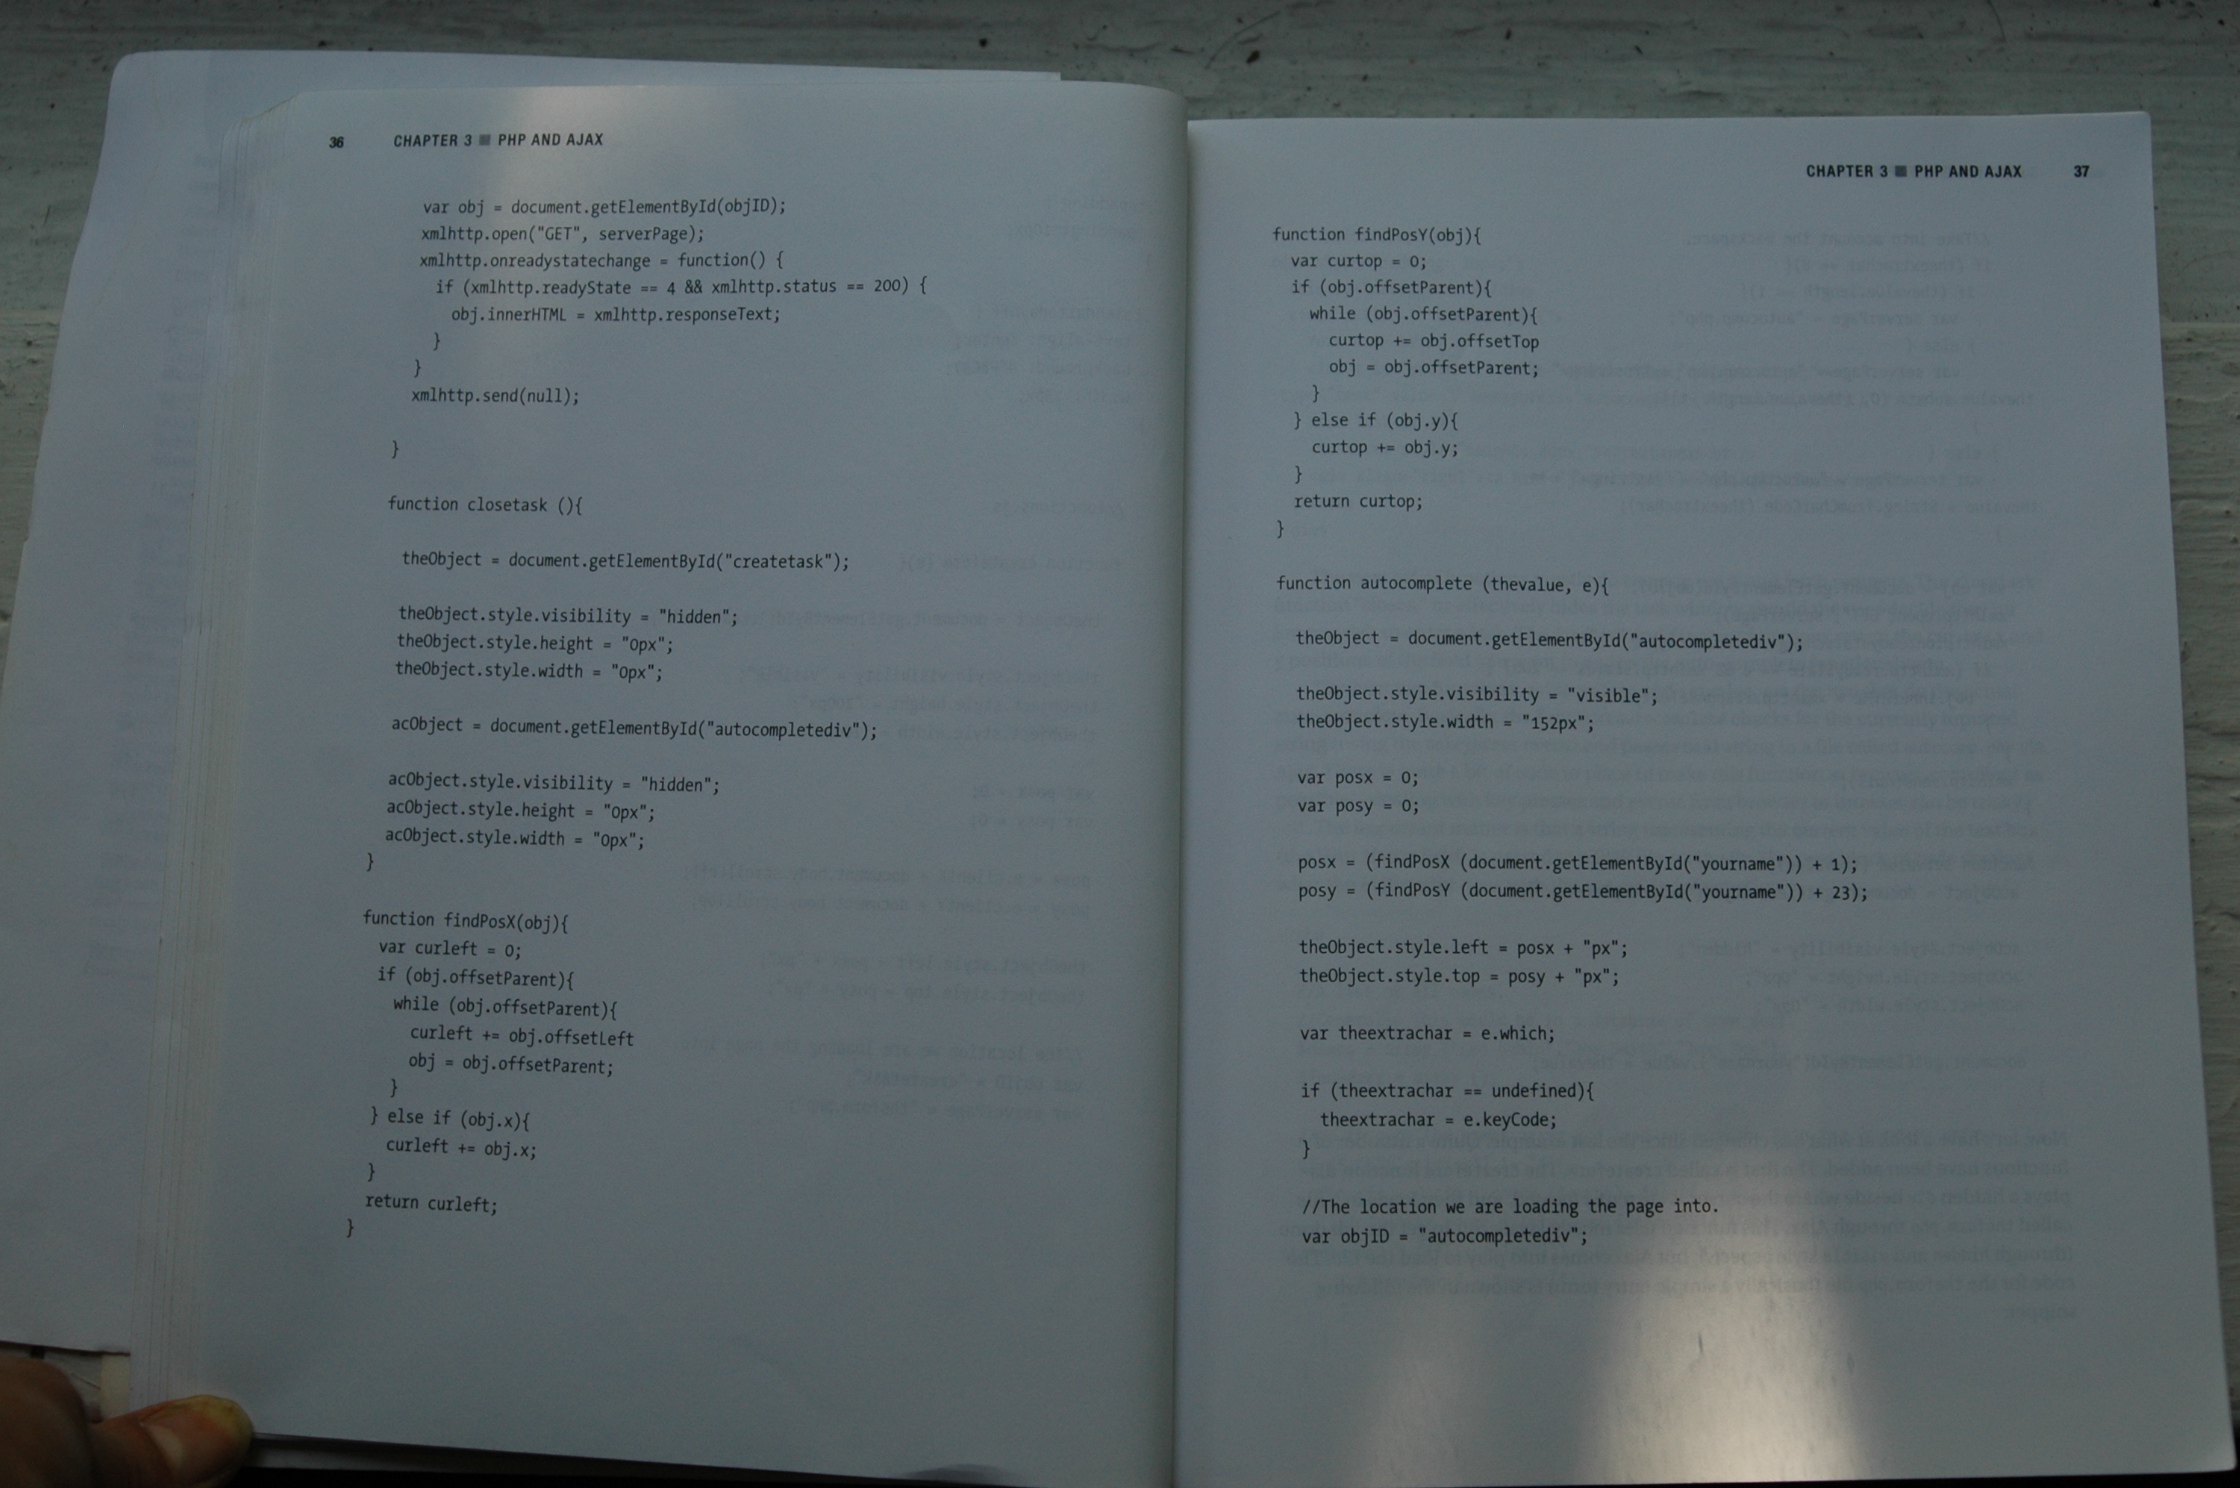 36 CHAPTER 3 ■ PHP AND AJAX
var obj = document.getElementById(objID);
xmlhttp.open("GET", serverPage);
xmlhttp.onreadystatechange = function() {
if (xmlhttp.readyState == 4 && xmlhttp.status == 200) {
obj.innerHTML = xmlhttp.responseText;
}
}
xmlhttp.send(null);
}
function closetask (){
theObject = document.getElementById("createtask");
theObject.style.visibility = "hidden";
theObject.style.height = "0px";
theObject.style.width = "0px";
acObject = document.getElementById("autocompletediv");
acObject.style.visibility = "hidden";
acObject.style.height = "0px";
acObject.style.width = "0px";
}
function findPosX(obj){
var curleft = 0;
if (obj.offsetParent){
while (obj.offsetParent){
curleft += obj.offsetLeft
obj = obj.offsetParent;
}
} else if (obj.x){
curleft += obj.x;
}
return curleft;
}
CHAPTER 3 ■ PHP AND AJAX 37
function findPosY(obj){
var curtop = 0;
if (obj.offsetParent){
while (obj.offsetParent){
curtop += obj.offsetTop
obj = obj.offsetParent;
}
} else if (obj.y){
curtop += obj.y;
}
return curtop;
}
function autocomplete (thevalue, e){
theObject = document.getElementById("autocompletediv");
theObject.style.visibility = "visible";
theObject.style.width = "152px";
var posx = 0;
var posy = 0;
posx = (findPosX (document.getElementById("yourname")) + 1);
posy = (findPosY (document.getElementById("yourname")) + 23);
theObject.style.left = posx + "px";
theObject.style.top = posy + "px";
var theextrachar = e.which;
if (theextrachar == undefined){
theextrachar = e.keyCode;
}
//The location we are loading the page into.
var objID = "autocompletediv";